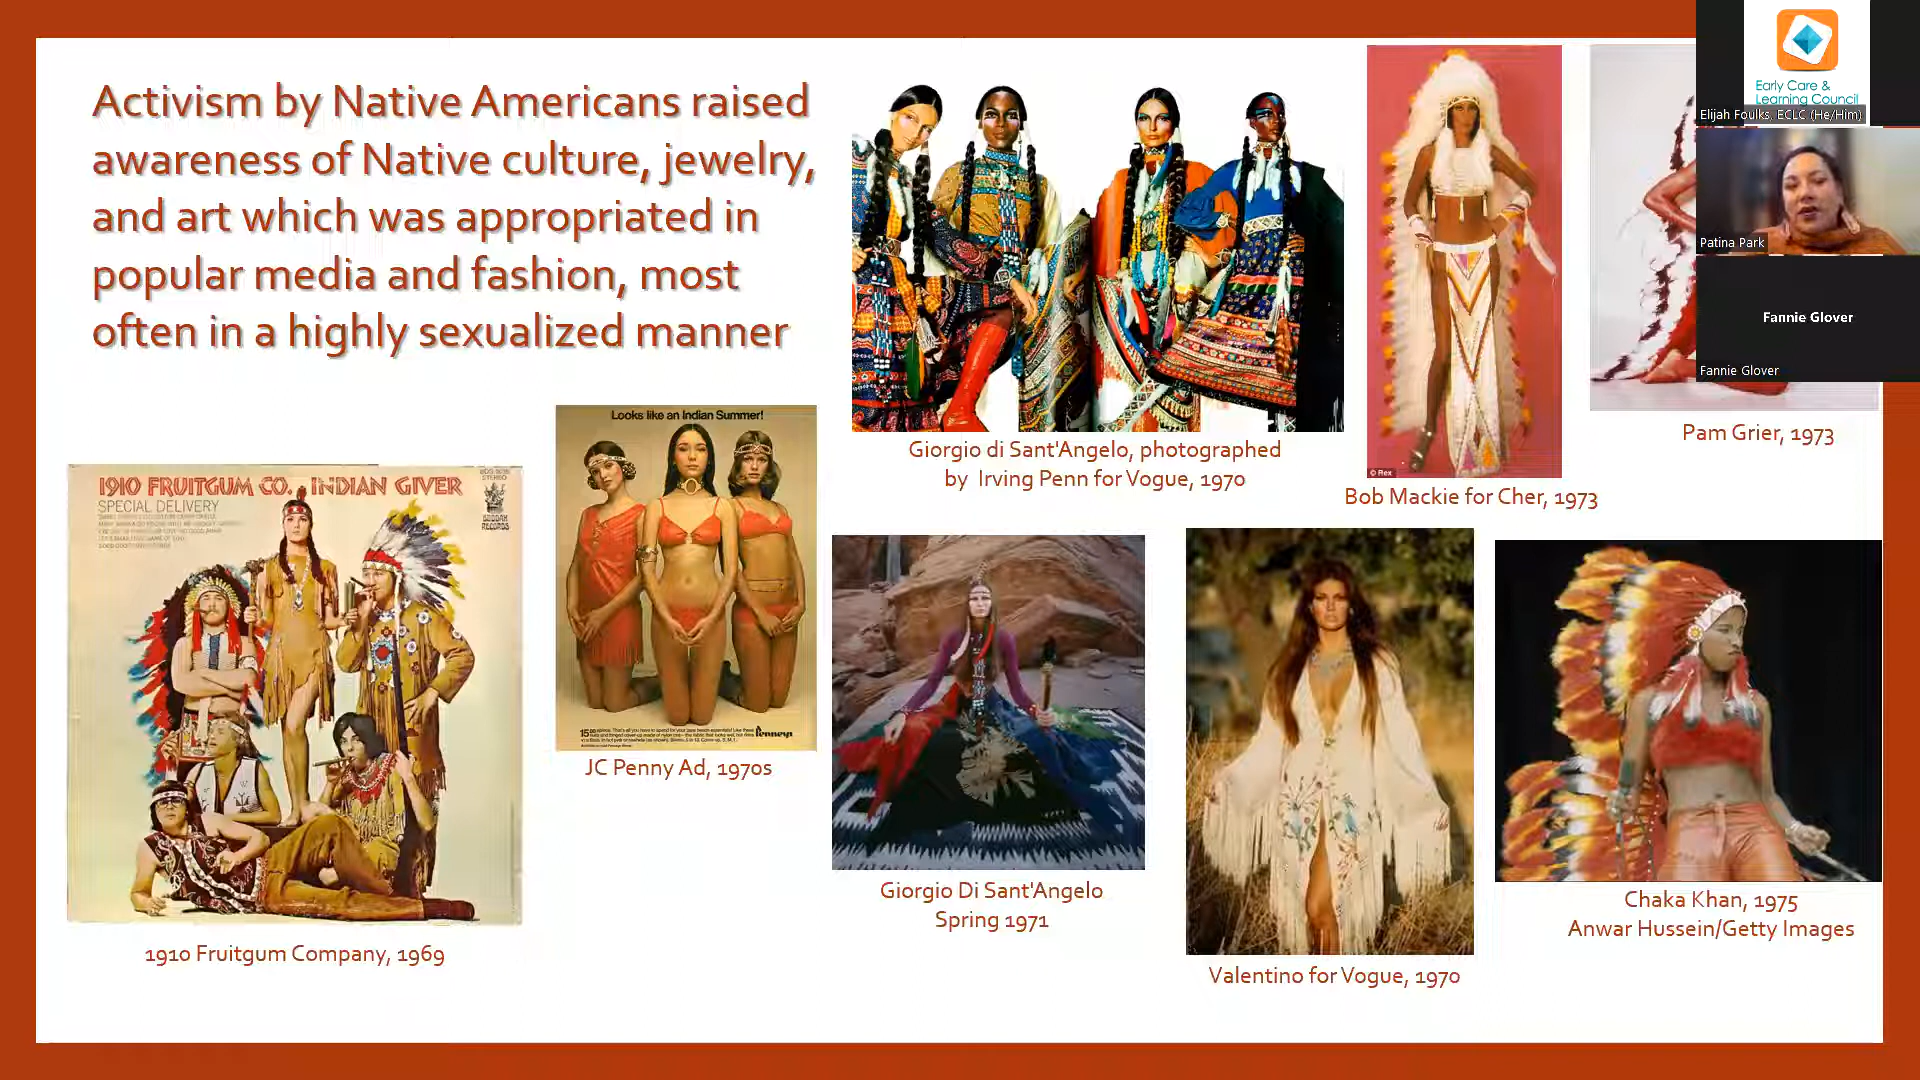 Activism by Native Americans raised
awareness of Native culture, jewelry,
and art which was appropriated in
popular media and fashion, most
often in a highly sexualized manner
Early Care &
Learning Council
Elijah Foulks, ECLC (He/Him)
Patina Park
Fannie Glover
Fannie Glover
Giorgio di Sant'Angelo, photographed
by Irving Penn for Vogue, 1970
© Rex
Bob Mackie for Cher, 1973
Pam Grier, 1973
Looks like an Indian Summer!
Penneys
JC Penny Ad, 1970s
1910 FRUITGUM CO. INDIAN GIVER
SPECIAL DELIVERY
STEREO
BUDDAH
RECORDS
1910 Fruitgum Company, 1969
Giorgio Di Sant'Angelo
Spring 1971
Valentino for Vogue, 1970
Chaka Khan, 1975
Anwar Hussein/Getty Images